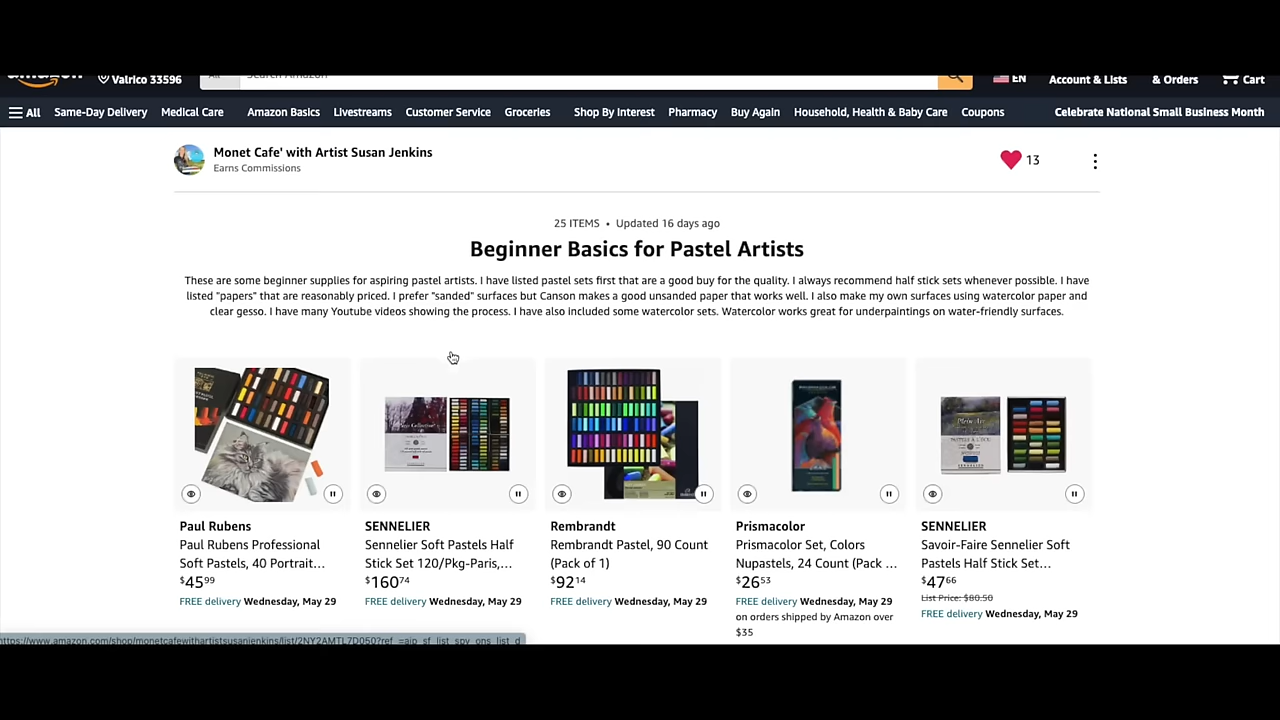 amazon
Valrico 33596
All
Search Amazon
EN
Account & Lists
& Orders
Cart
All
Same-Day Delivery
Medical Care
Amazon Basics
Livestreams
Customer Service
Groceries
Shop By Interest
Pharmacy
Buy Again
Household, Health & Baby Care
Coupons
Celebrate National Small Business Month
Monet Cafe' with Artist Susan Jenkins
Earns Commissions
13
25 ITEMS • Updated 16 days ago
Beginner Basics for Pastel Artists
These are some beginner supplies for aspiring pastel artists. I have listed pastel sets first that are a good buy for the quality. I always recommend half stick sets whenever possible. I have
listed "papers" that are reasonably priced. I prefer "sanded" surfaces but Canson makes a good unsanded paper that works well. I also make my own surfaces using watercolor paper and
clear gesso. I have many Youtube videos showing the process. I have also included some watercolor sets. Watercolor works great for underpaintings on water-friendly surfaces.
Paul Rubens
Paul Rubens Professional
Soft Pastels, 40 Portrait...
$45 99
FREE delivery Wednesday, May 29
SENNELIER
Sennelier Soft Pastels Half
Stick Set 120/Pkg-Paris,...
$160 74
FREE delivery Wednesday, May 29
Rembrandt
Rembrandt Pastel, 90 Count
(Pack of 1)
$92 14
FREE delivery Wednesday, May 29
Prismacolor
Prismacolor Set, Colors
Nupastels, 24 Count (Pack ...
$26 53
FREE delivery Wednesday, May 29
on orders shipped by Amazon over
$35
SENNELIER
Savoir-Faire Sennelier Soft
Pastels Half Stick Set...
$47 66
List Price: $80.50
FREE delivery Wednesday, May 29